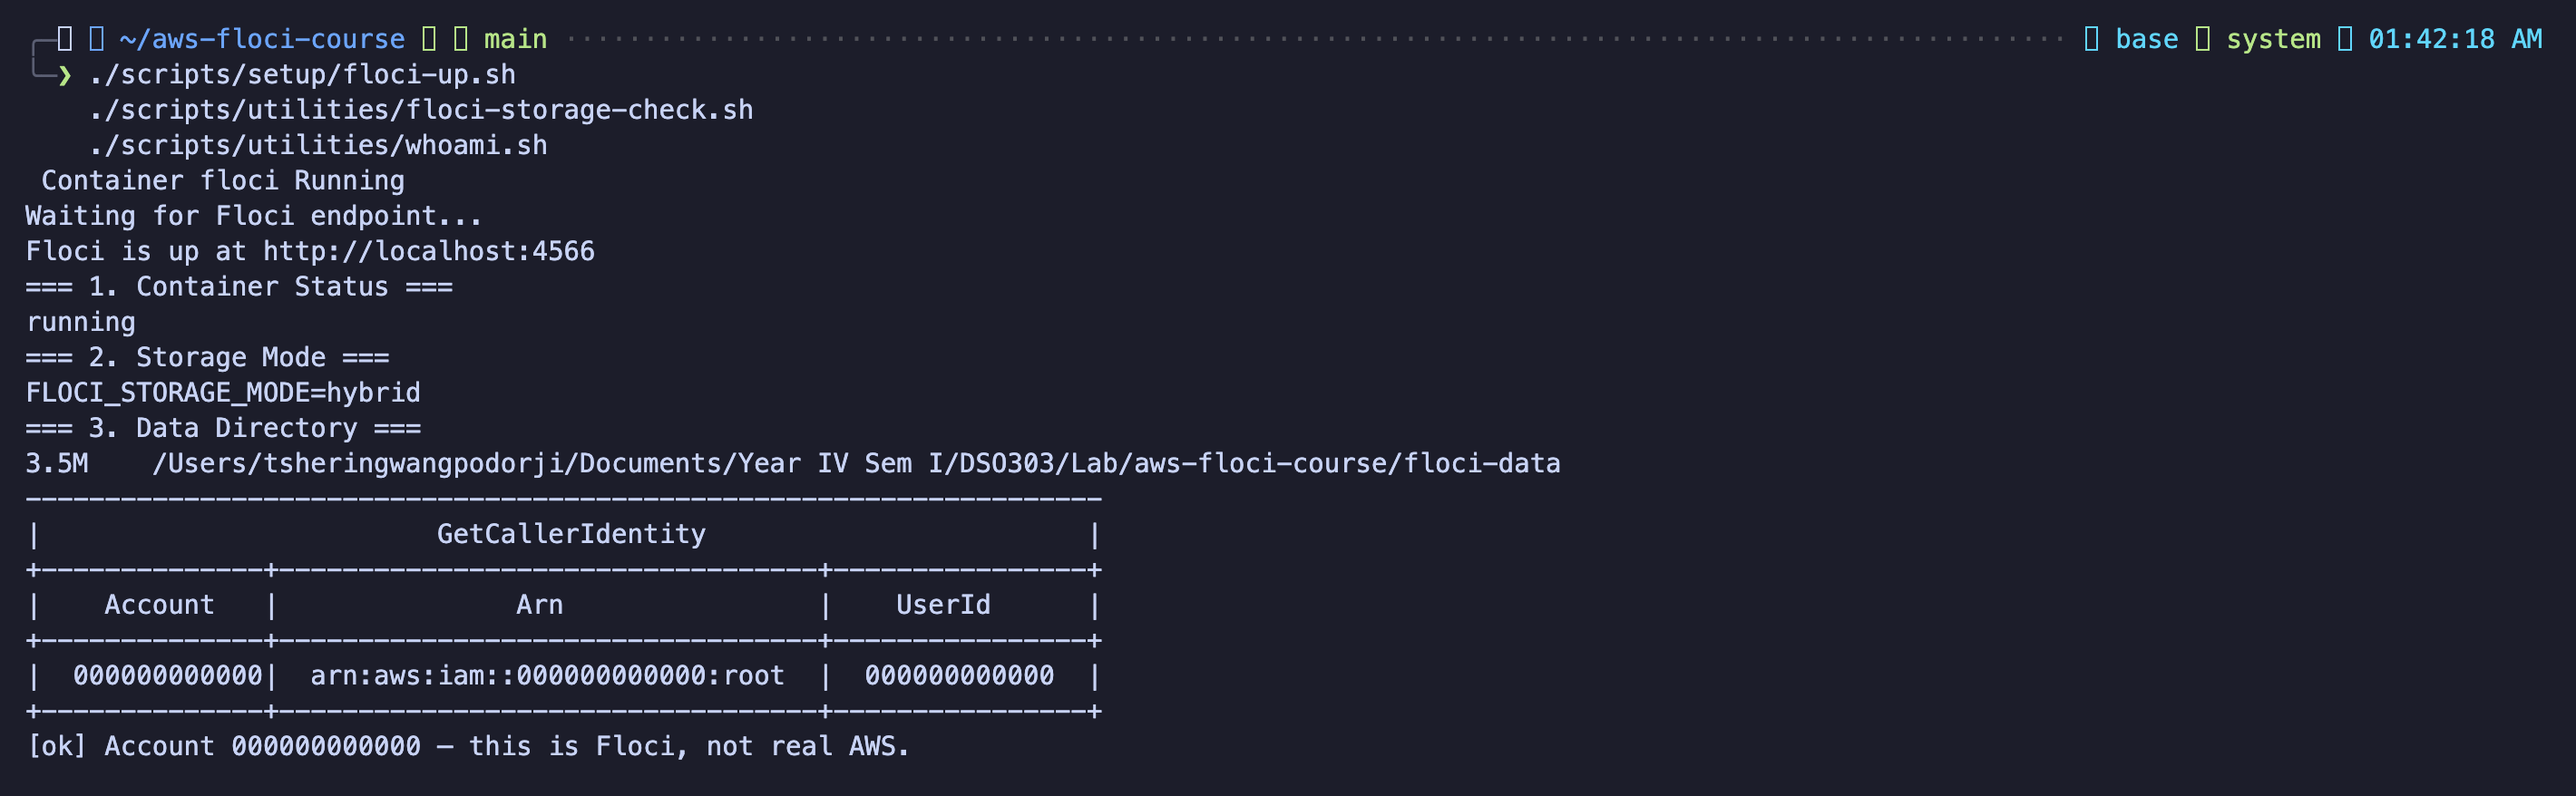 ~/aws-floci-course main base system 01:42:18 AM
❯ ./scripts/setup/floci-up.sh
./scripts/utilities/floci-storage-check.sh
./scripts/utilities/whoami.sh
Container floci Running
Waiting for Floci endpoint...
Floci is up at http://localhost:4566
=== 1. Container Status ===
running
=== 2. Storage Mode ===
FLOCI_STORAGE_MODE=hybrid
=== 3. Data Directory ===
3.5M    /Users/tsheringwangpodorji/Documents/Year IV Sem I/DSO303/Lab/aws-floci-course/floci-data
--------------------------------------------------------------------
|                         GetCallerIdentity                        |
+--------------+----------------------------------+----------------+
|    Account   |               Arn                |    UserId      |
+--------------+----------------------------------+----------------+
|  000000000000|  arn:aws:iam::000000000000:root  |  000000000000  |
+--------------+----------------------------------+----------------+
[ok] Account 000000000000 — this is Floci, not real AWS.